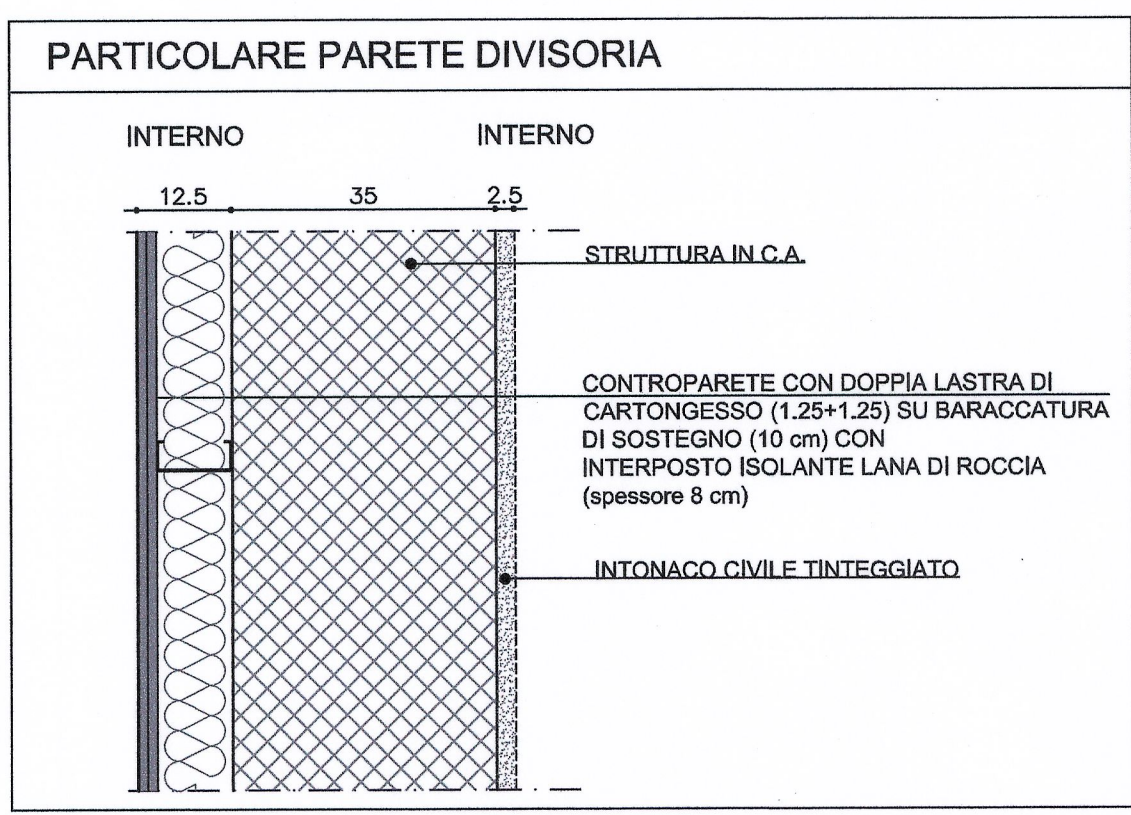 PARTICOLARE PARETE DIVISORIA
INTERNO INTERNO
12.5 35 2.5
STRUTTURA IN C.A.
CONTROPARETE CON DOPPIA LASTRA DI
CARTONGESSO (1.25+1.25) SU BARACCATURA
DI SOSTEGNO (10 cm) CON
INTERPOSTO ISOLANTE LANA DI ROCCIA
(spessore 8 cm)
INTONACO CIVILE TINTEGGIATO